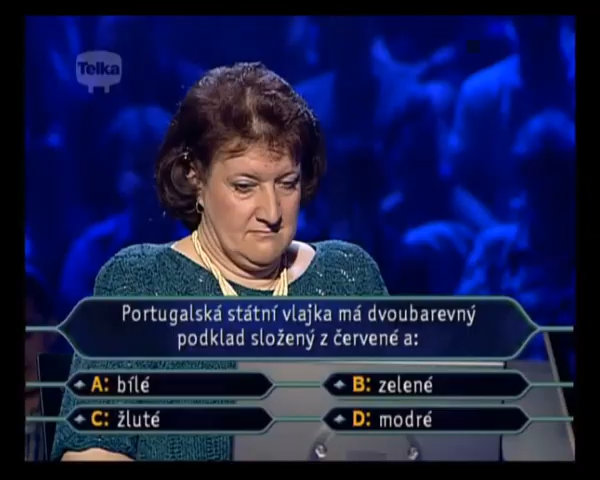 Telka
Portugalská státní vlajka má dvoubarevný
podklad složený z červené a:
A: bílé
B: zelené
C: žluté
D: modré